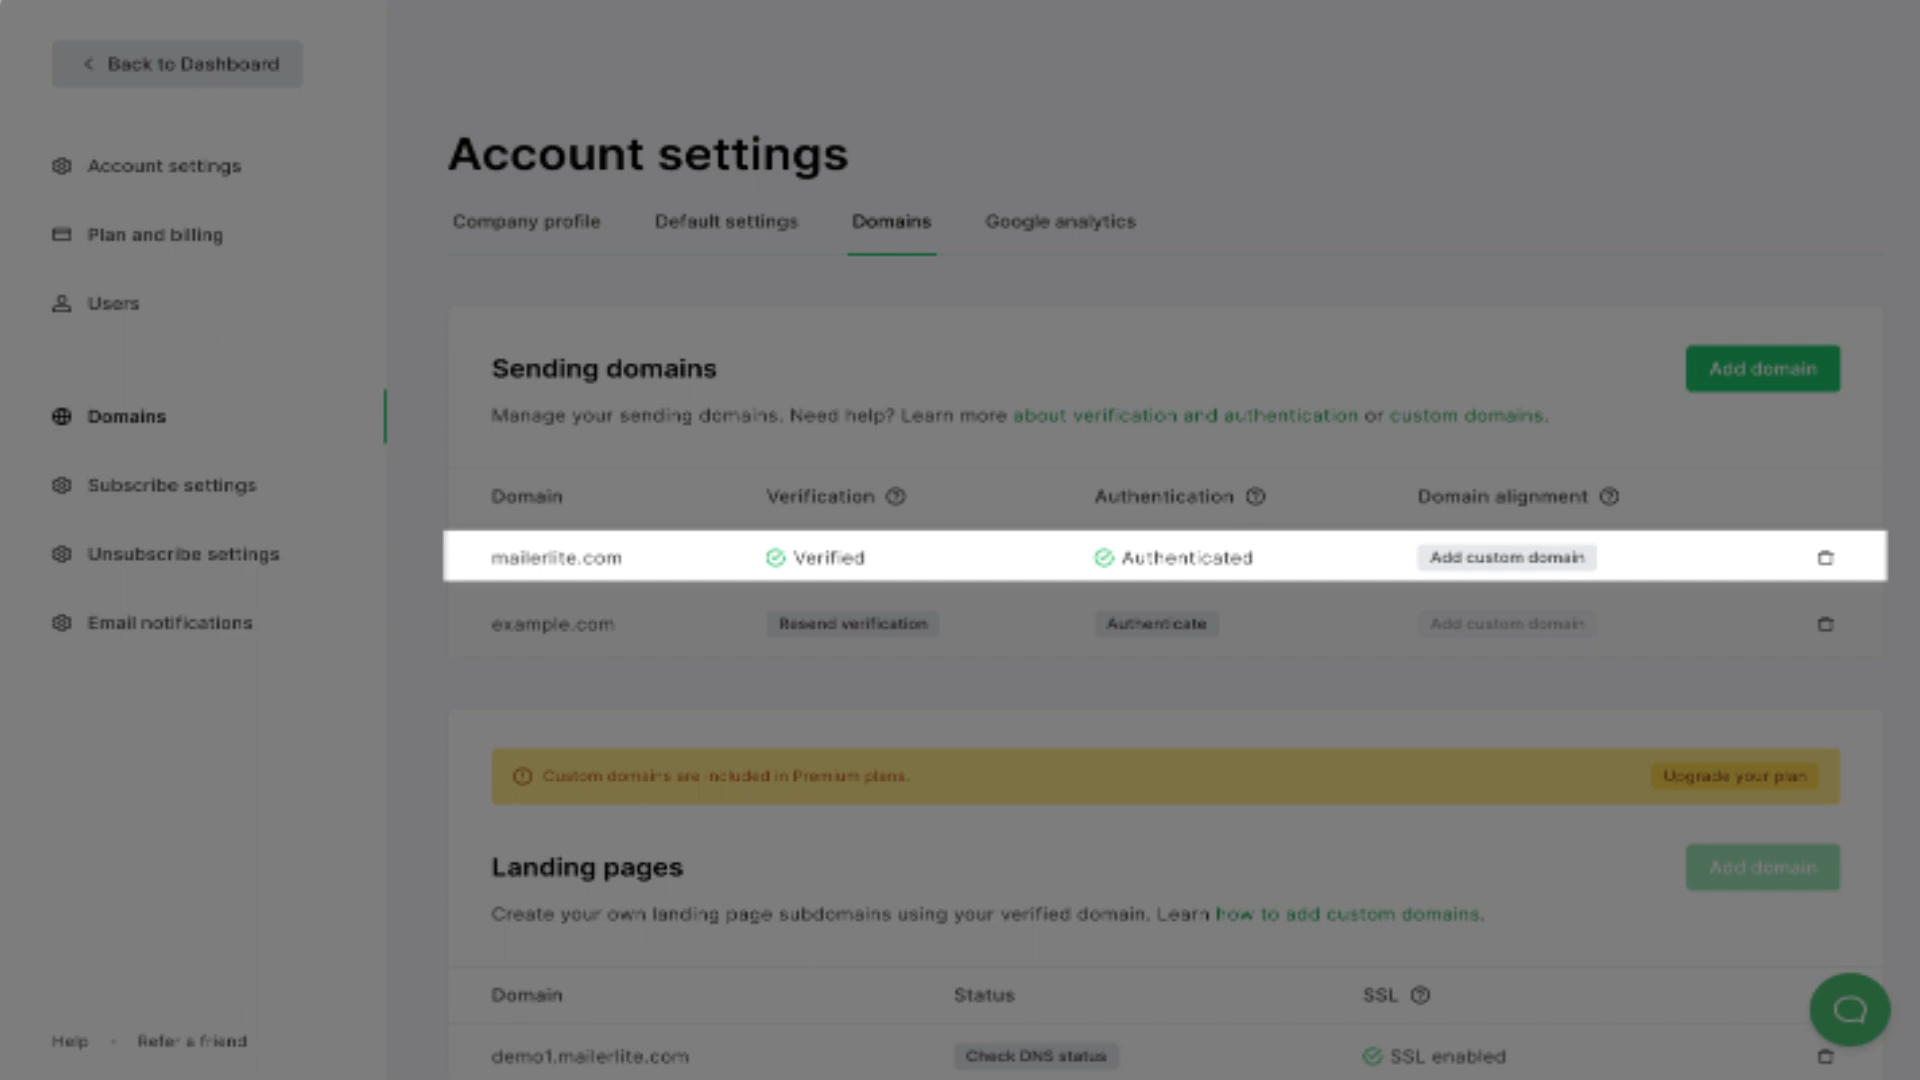 Back to Dashboard
Account settings
Plan and billing
Users
Domains
Subscribe settings
Unsubscribe settings
Email notifications
Help · Refer a friend
Account settings
Company profile Default settings Domains Google analytics
Sending domains
Add domain
Manage your sending domains. Need help? Learn more about verification and authentication or custom domains.
Domain Verification Authentication Domain alignment
mailerlite.com Verified Authenticated Add custom domain
example.com Resend verification Authenticate Add custom domain
Custom domains are included in Premium plans. Upgrade your plan
Landing pages
Add domain
Create your own landing page subdomains using your verified domain. Learn how to add custom domains.
Domain Status SSL
demo1.mailerlite.com Check DNS status SSL enabled